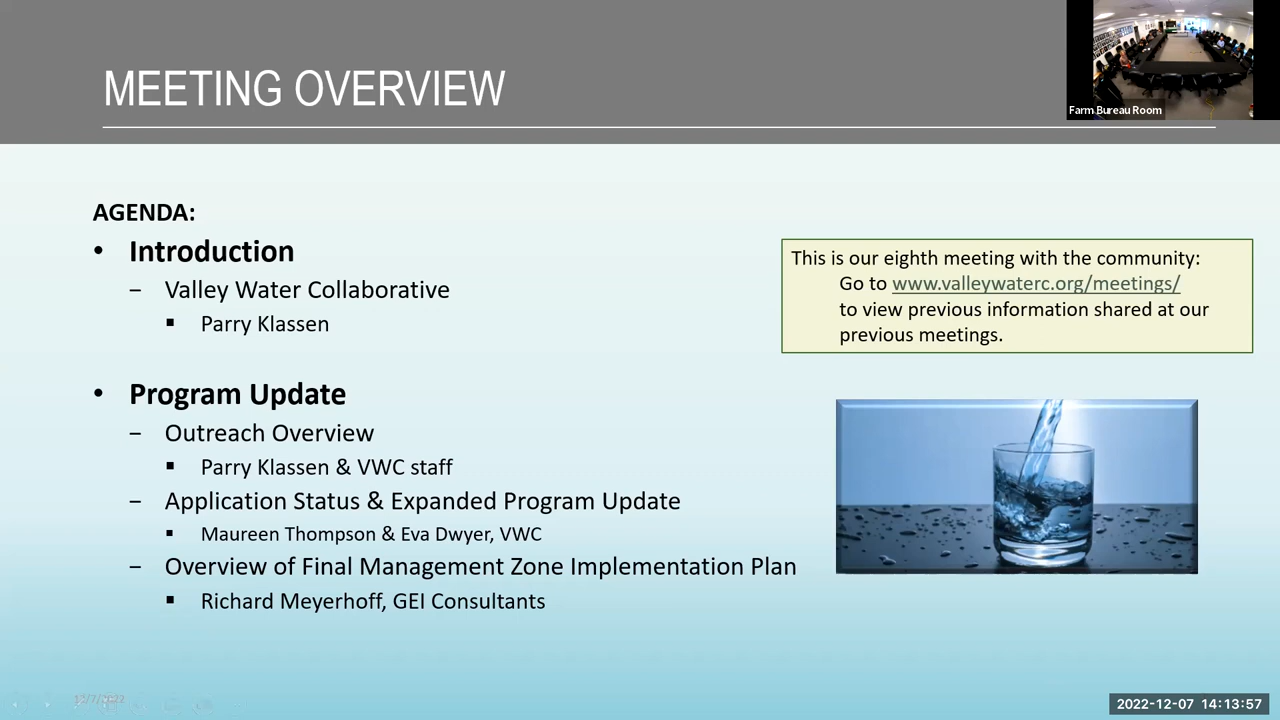 MEETING OVERVIEW
Farm Bureau Room
AGENDA:
• Introduction
− Valley Water Collaborative
▪ Parry Klassen
• Program Update
− Outreach Overview
▪ Parry Klassen & VWC staff
− Application Status & Expanded Program Update
▪ Maureen Thompson & Eva Dwyer, VWC
− Overview of Final Management Zone Implementation Plan
▪ Richard Meyerhoff, GEI Consultants
This is our eighth meeting with the community:
Go to www.valleywaterc.org/meetings/
to view previous information shared at our
previous meetings.
12/7/2022
2022-12-07 14:13:57